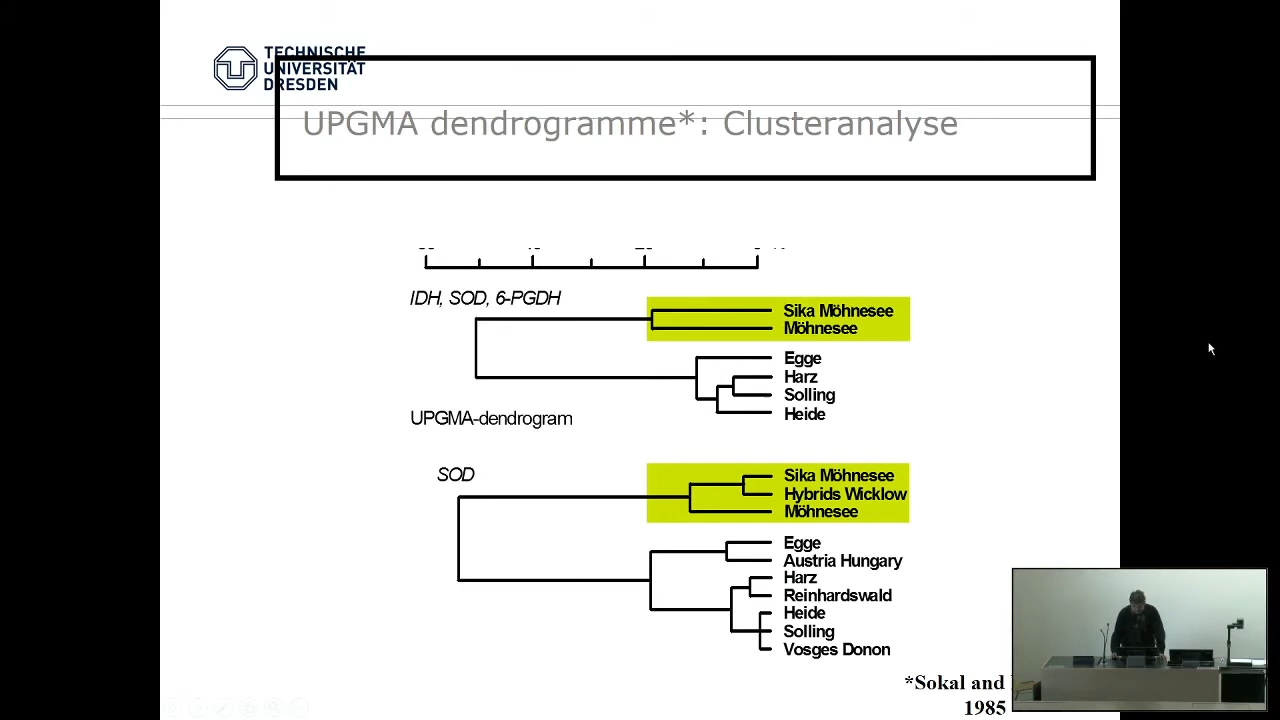 TECHNISCHE
UNIVERSITÄT
DRESDEN
UPGMA dendrogramme*: Clusteranalyse
IDH, SOD, 6-PGDH
Sika Möhnesee
Möhnesee
Egge
Harz
Solling
Heide
UPGMA-dendrogram
SOD
Sika Möhnesee
Hybrids Wicklow
Möhnesee
Egge
Austria Hungary
Harz
Reinhardswald
Heide
Solling
Vosges Donon
*Sokal and
1985